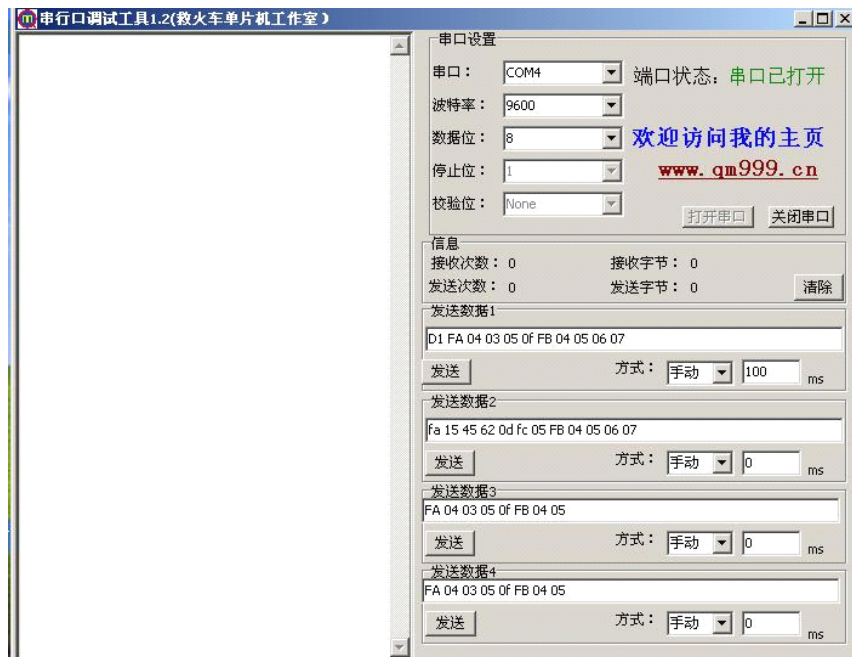 串行口调试工具1.2(救火车单片机工作室)
串口设置
串口： COM4 端口状态：串口已打开
波特率： 9600
数据位： 8 欢迎访问我的主页
停止位： 1 www.qm999.cn
校验位： None 打开串口 关闭串口
信息
接收次数： 0 接收字节： 0
发送次数： 0 发送字节： 0 清除
发送数据1
D1 FA 04 03 05 0f FB 04 05 06 07
发送 方式： 手动 100 ms
发送数据2
fa 15 45 62 0d fc 05 FB 04 05 06 07
发送 方式： 手动 0 ms
发送数据3
FA 04 03 05 0f FB 04 05
发送 方式： 手动 0 ms
发送数据4
FA 04 03 05 0f FB 04 05
发送 方式： 手动 0 ms